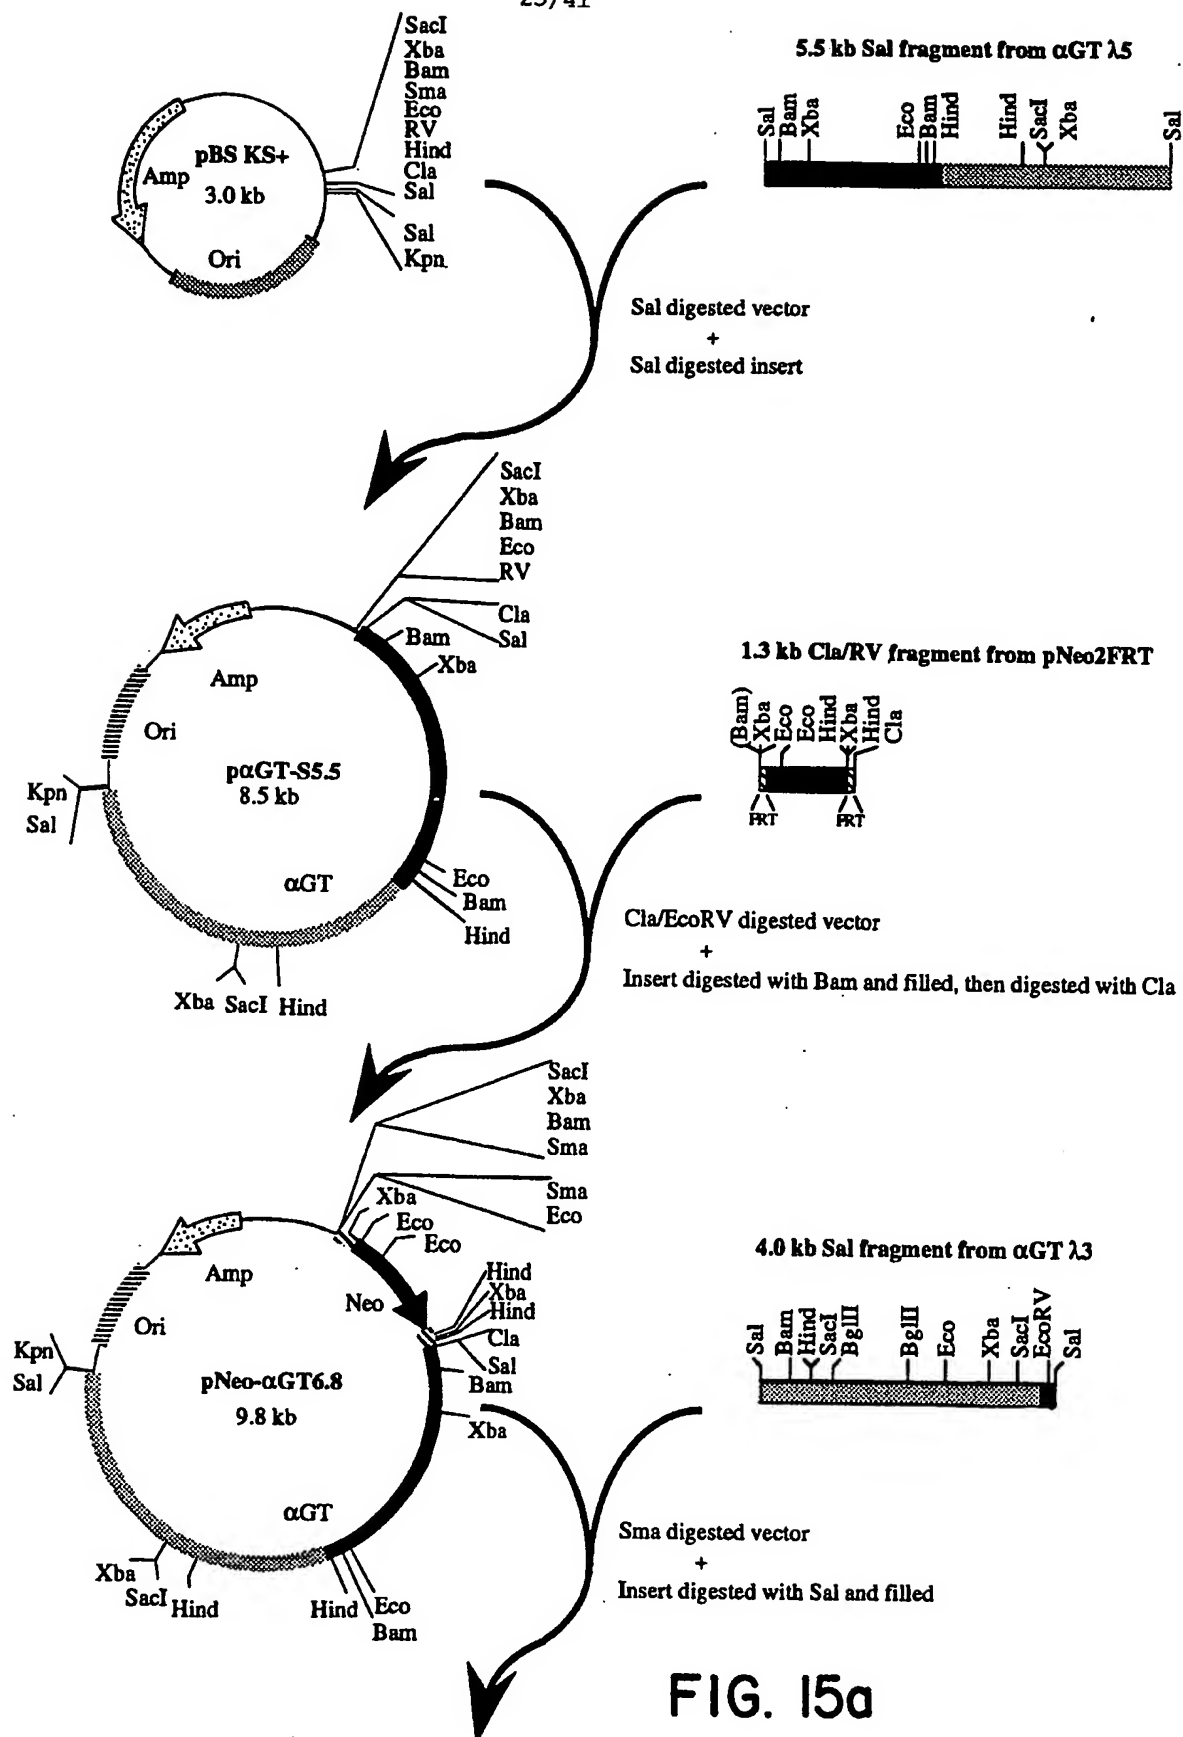 25/41
SacI
Xba
Bam
Sma
Eco
RV
Hind
Cla
Sal
Sal
Kpn
pBS KS+
3.0 kb
Amp
Ori
5.5 kb Sal fragment from αGT λ5
Sal
Bam
Xba
Eco
Bam
Hind
Hind
SacI
Xba
Sal
Sal digested vector
+
Sal digested insert
SacI
Xba
Bam
Eco
RV
Cla
Sal
Bam
Xba
Amp
Ori
pαGT-S5.5
8.5 kb
Kpn
Sal
αGT
Eco
Bam
Hind
Xba SacI Hind
1.3 kb Cla/RV fragment from pNeo2FRT
(Bam)
Xba
Eco
Eco
Hind
Xba
Hind
Cla
FRT
FRT
Cla/EcoRV digested vector
+
Insert digested with Bam and filled, then digested with Cla
SacI
Xba
Bam
Sma
Sma
Eco
Xba
Eco
Eco
Amp
Neo
Ori
Hind
Xba
Hind
Cla
Sal
Bam
Xba
Kpn
Sal
pNeo-αGT6.8
9.8 kb
αGT
Xba
SacI
Hind
Hind
Eco
Bam
4.0 kb Sal fragment from αGT λ3
Sal
Bam
Hind
SacI
BglII
BglII
Eco
Xba
SacI
EcoRV
Sal
Sma digested vector
+
Insert digested with Sal and filled
FIG. 15a